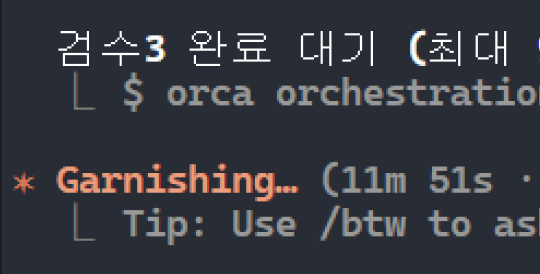 검수3 완료 대기 (최대
⎿ $ orca orchestratio
✶ Garnishing… (11m 51s ·
⎿ Tip: Use /btw to as